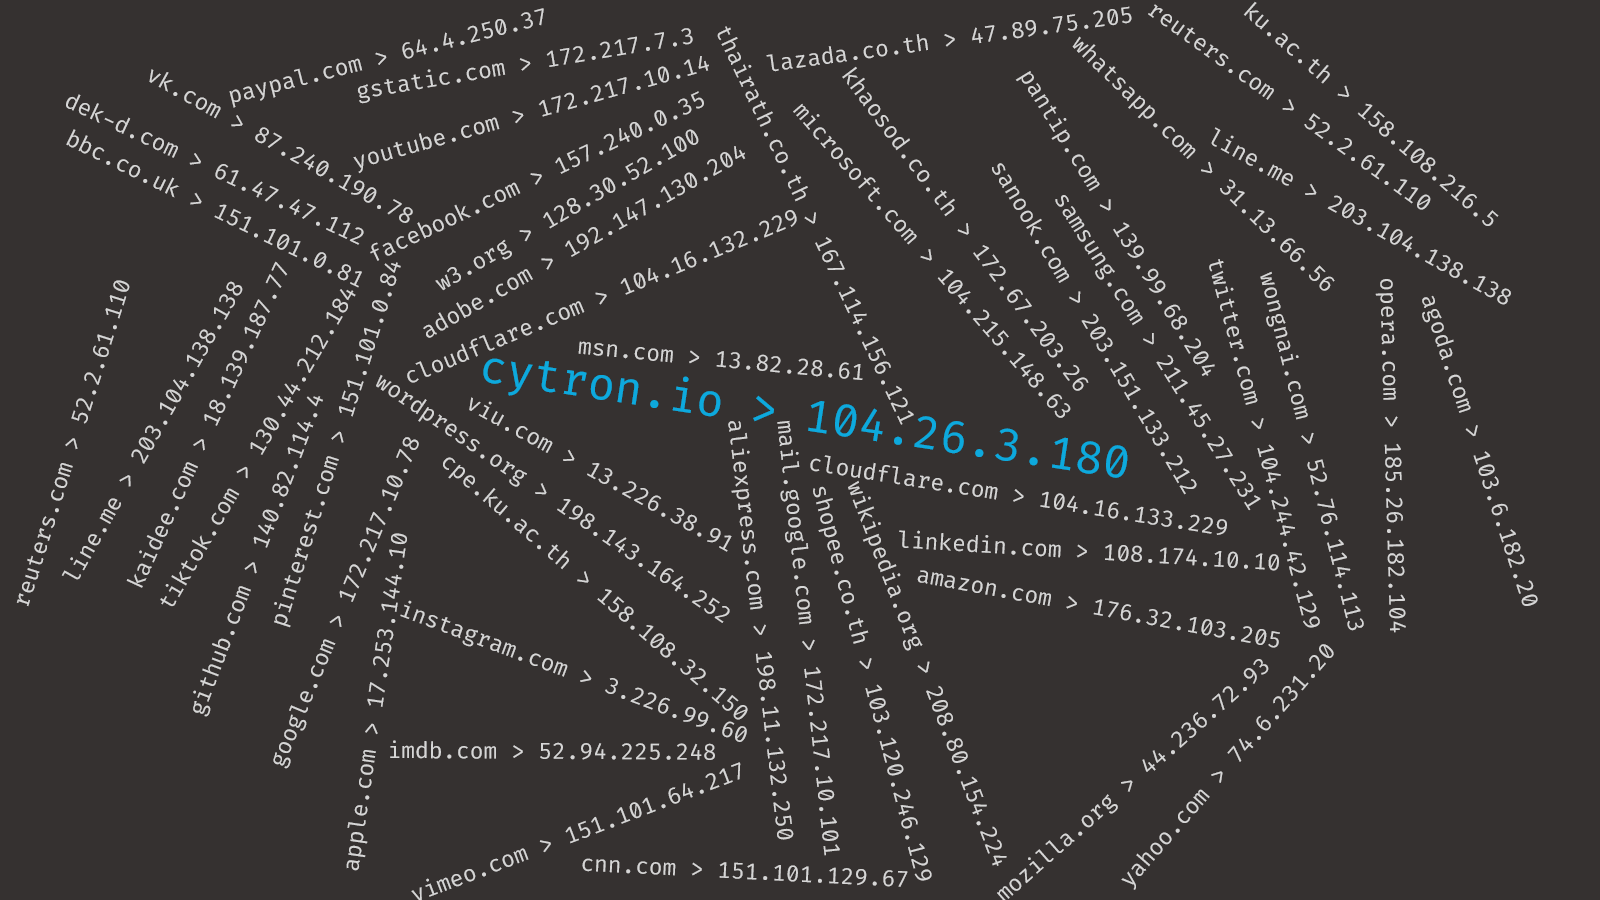 paypal.com > 64.4.250.37
gstatic.com > 172.217.7.3
lazada.co.th > 47.89.75.205
reuters.com > 52.2.61.110
ku.ac.th > 158.108.216.5
vk.com > 87.240.190.78
youtube.com > 172.217.10.14
thairath.co.th > 167.114.156.121
whatsapp.com > 31.13.66.56
dek-d.com > 61.47.47.112
bbc.co.uk > 151.101.0.81
facebook.com > 157.240.0.35
w3.org > 128.30.52.100
adobe.com > 192.147.130.204
cloudflare.com > 104.16.132.229
microsoft.com > 104.215.148.63
khaosod.co.th > 172.67.203.26
pantip.com > 139.99.68.204
line.me > 203.104.138.138
sanook.com > 203.151.133.212
samsung.com > 211.45.27.231
twitter.com > 104.244.42.129
wongnai.com > 52.76.114.113
opera.com > 185.26.182.104
agoda.com > 103.6.182.20
reuters.com > 52.2.61.110
line.me > 203.104.138.138
kaidee.com > 18.139.187.77
tiktok.com > 130.44.212.184
github.com > 140.82.114.4
pinterest.com > 151.101.0.84
msn.com > 13.82.28.61
cytron.io > 104.26.3.180
wordpress.org > 198.143.164.252
viu.com > 13.226.38.91
cpe.ku.ac.th > 158.108.32.150
google.com > 172.217.10.78
apple.com > 17.253.144.10
aliexpress.com > 198.11.132.250
mail.google.com > 172.217.10.101
shopee.co.th > 103.120.246.129
wikipedia.org > 208.80.154.224
cloudflare.com > 104.16.133.229
linkedin.com > 108.174.10.10
amazon.com > 176.32.103.205
instagram.com > 3.226.99.60
imdb.com > 52.94.225.248
vimeo.com > 151.101.64.217
cnn.com > 151.101.129.67
mozilla.org > 44.236.72.93
yahoo.com > 74.6.231.20